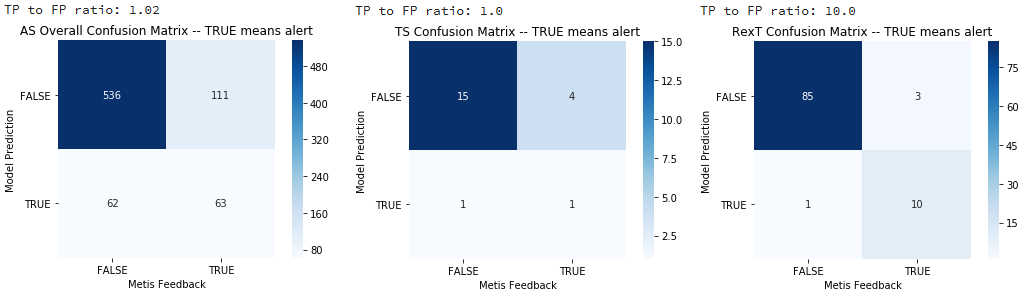 TP to FP ratio: 1.02
AS Overall Confusion Matrix -- TRUE means alert
Model Prediction
FALSE
TRUE
536
111
62
63
FALSE
TRUE
Metis Feedback
480
400
320
240
160
80
TP to FP ratio: 1.0
TS Confusion Matrix -- TRUE means alert
Model Prediction
FALSE
TRUE
15
4
1
1
FALSE
TRUE
Metis Feedback
15.0
12.5
10.0
7.5
5.0
2.5
TP to FP ratio: 10.0
RexT Confusion Matrix -- TRUE means alert
Model Prediction
FALSE
TRUE
85
3
1
10
FALSE
TRUE
Metis Feedback
75
60
45
30
15